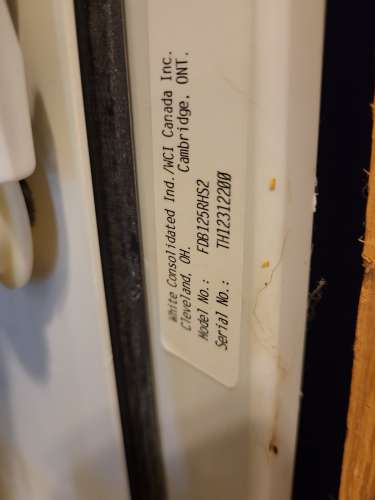 White Consolidated Ind./WCI Canada Inc.
Cleveland, OH. Cambridge, ONT.
Model No.: FDB125RHS2
Serial No.: TH12312200